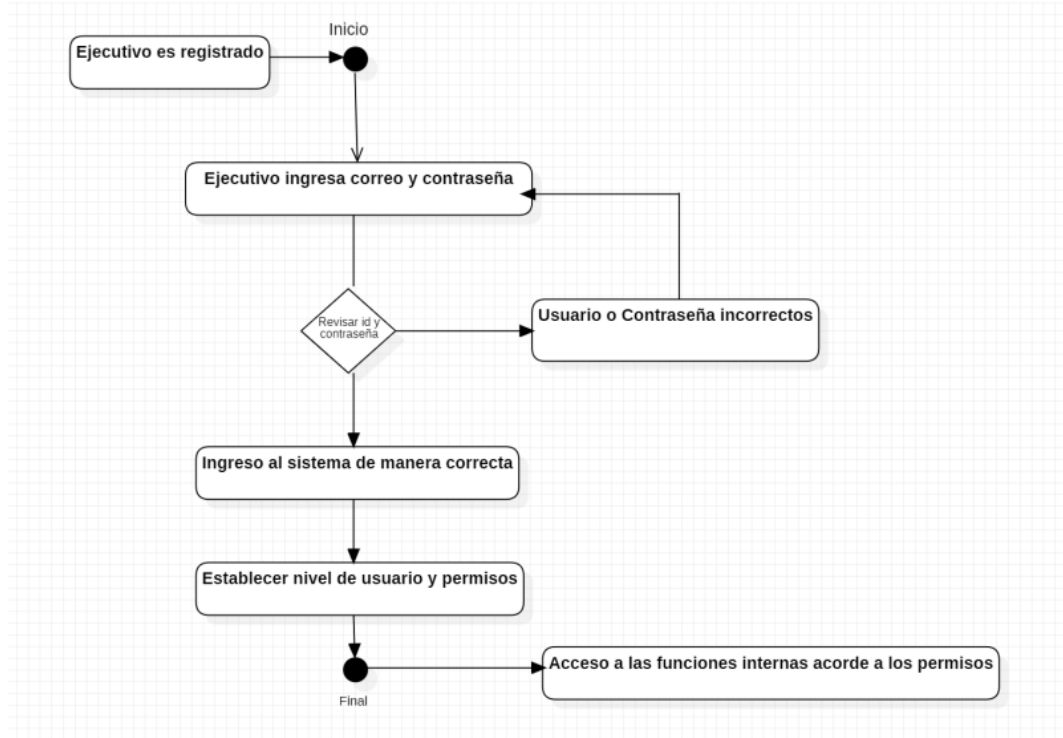 Inicio
Ejecutivo es registrado
Ejecutivo ingresa correo y contraseña
Revisar id y
contraseña
Usuario o Contraseña incorrectos
Ingreso al sistema de manera correcta
Establecer nivel de usuario y permisos
Acceso a las funciones internas acorde a los permisos
Final